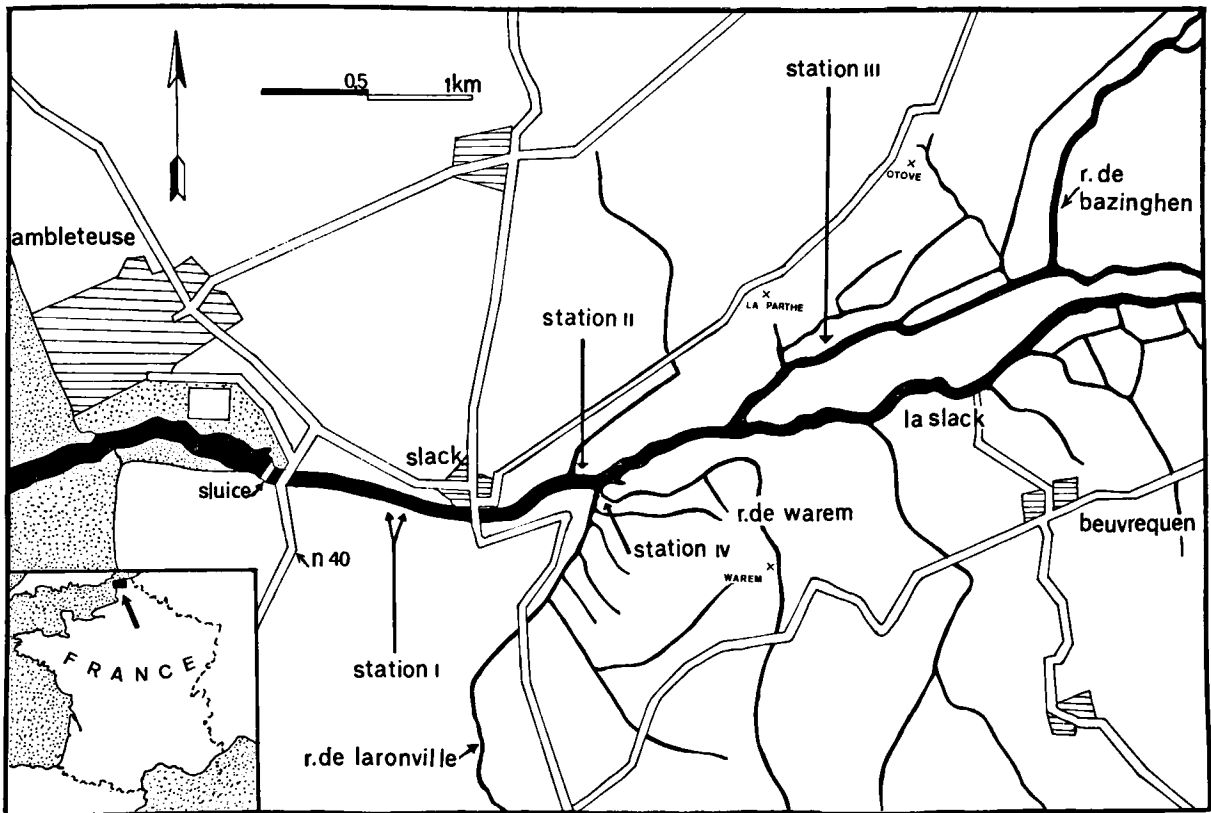 station III
0.5 1km
OTOVE
r. de
bazinghen
ambleteuse
LA PARTHE
station II
slack
la slack
sluice
r.de warem
beuvrequen
station IV
n 40
WAREM
FRANCE
station I
r.de laronville